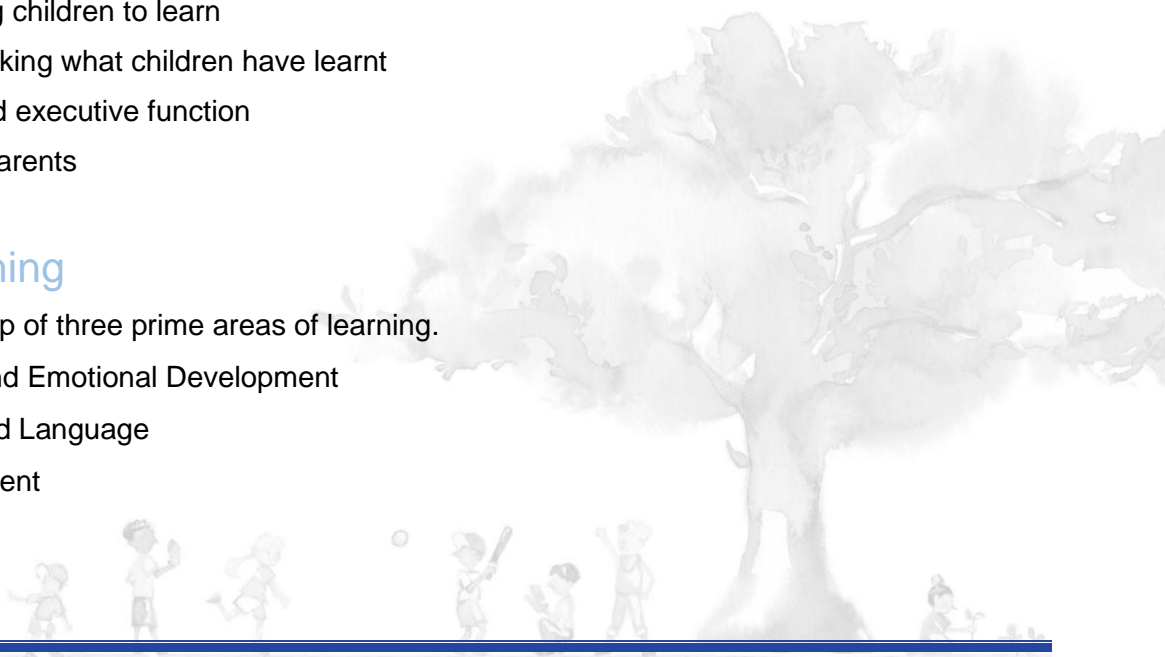 g children to learn
king what children have learnt
d executive function
arents
ning
p of three prime areas of learning.
nd Emotional Development
d Language
ent